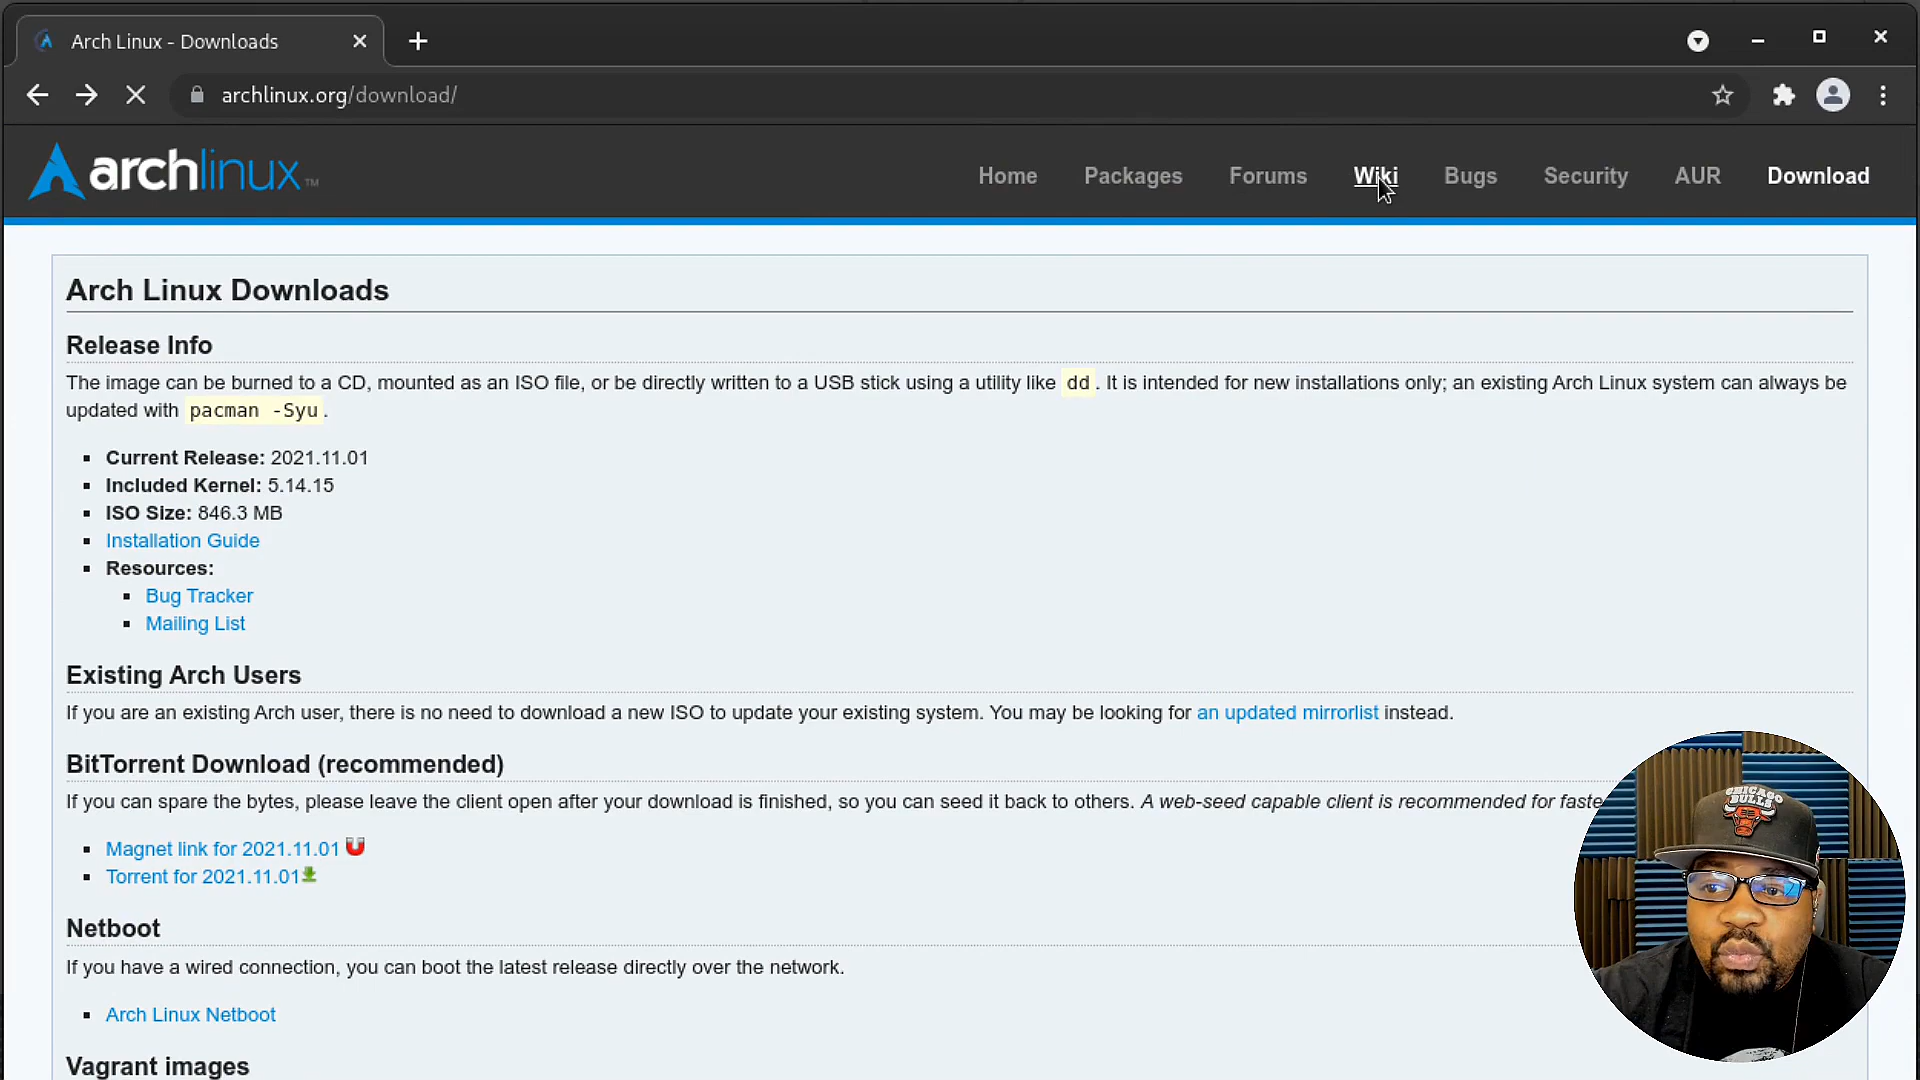 Arch Linux - Downloads
archlinux.org/download/
archlinux™
Home Packages Forums Wiki Bugs Security AUR Download
Arch Linux Downloads
Release Info
The image can be burned to a CD, mounted as an ISO file, or be directly written to a USB stick using a utility like dd. It is intended for new installations only; an existing Arch Linux system can always be
updated with pacman -Syu.
Current Release: 2021.11.01
Included Kernel: 5.14.15
ISO Size: 846.3 MB
Installation Guide
Resources:
Bug Tracker
Mailing List
Existing Arch Users
If you are an existing Arch user, there is no need to download a new ISO to update your existing system. You may be looking for an updated mirrorlist instead.
BitTorrent Download (recommended)
If you can spare the bytes, please leave the client open after your download is finished, so you can seed it back to others. A web-seed capable client is recommended for faste
Magnet link for 2021.11.01
Torrent for 2021.11.01
Netboot
If you have a wired connection, you can boot the latest release directly over the network.
Arch Linux Netboot
Vagrant images
CHICAGO
BULLS